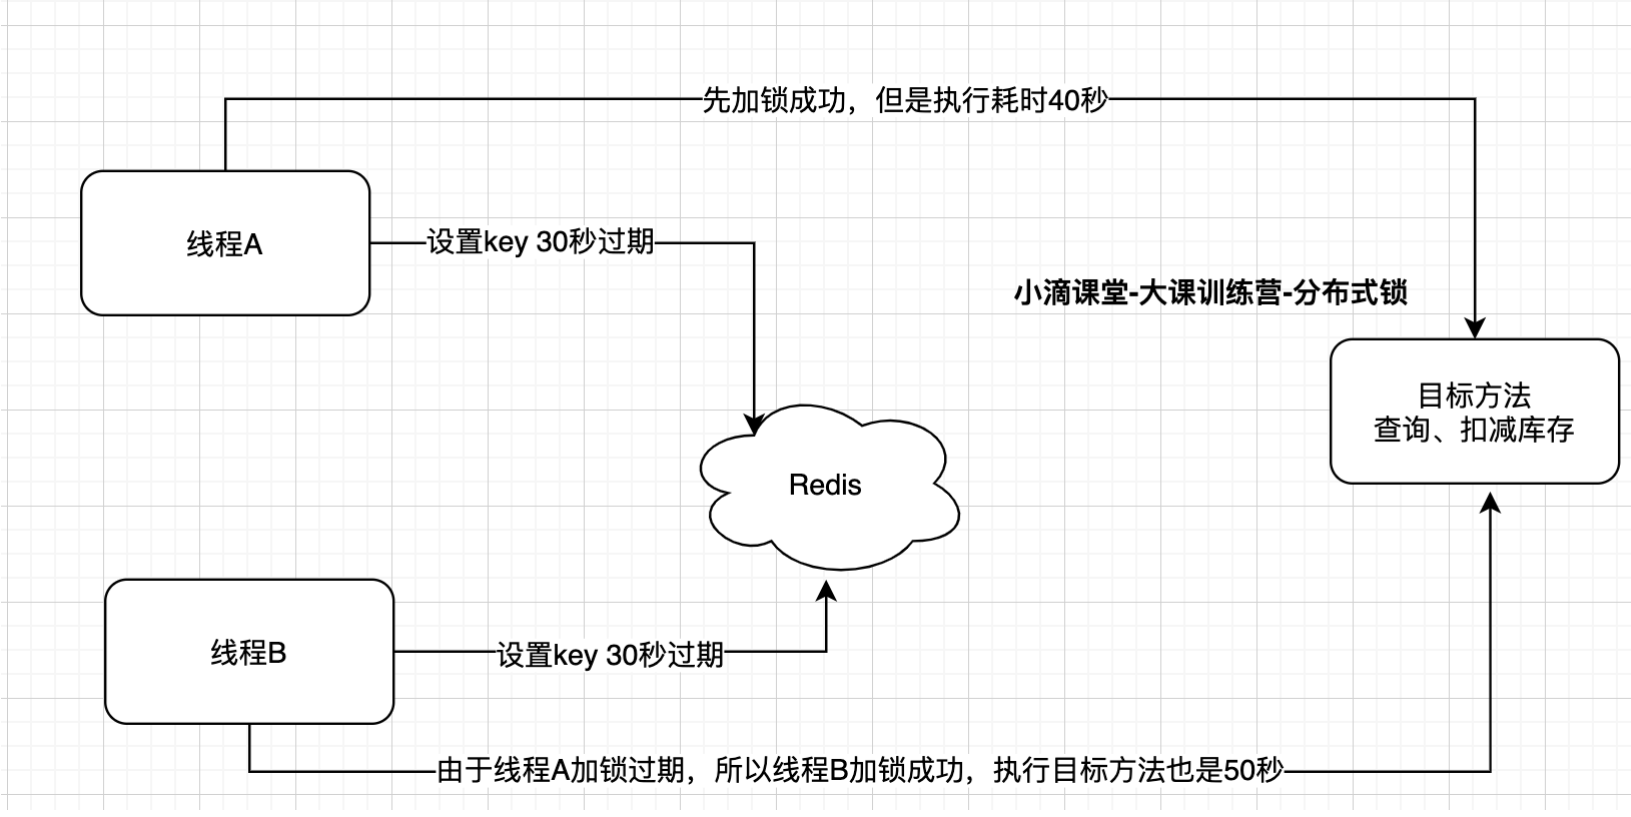 先加锁成功，但是执行耗时40秒
线程A
设置key 30秒过期
小滴课堂-大课训练营-分布式锁
目标方法
查询、扣减库存
Redis
线程B
设置key 30秒过期
由于线程A加锁过期，所以线程B加锁成功，执行目标方法也是50秒